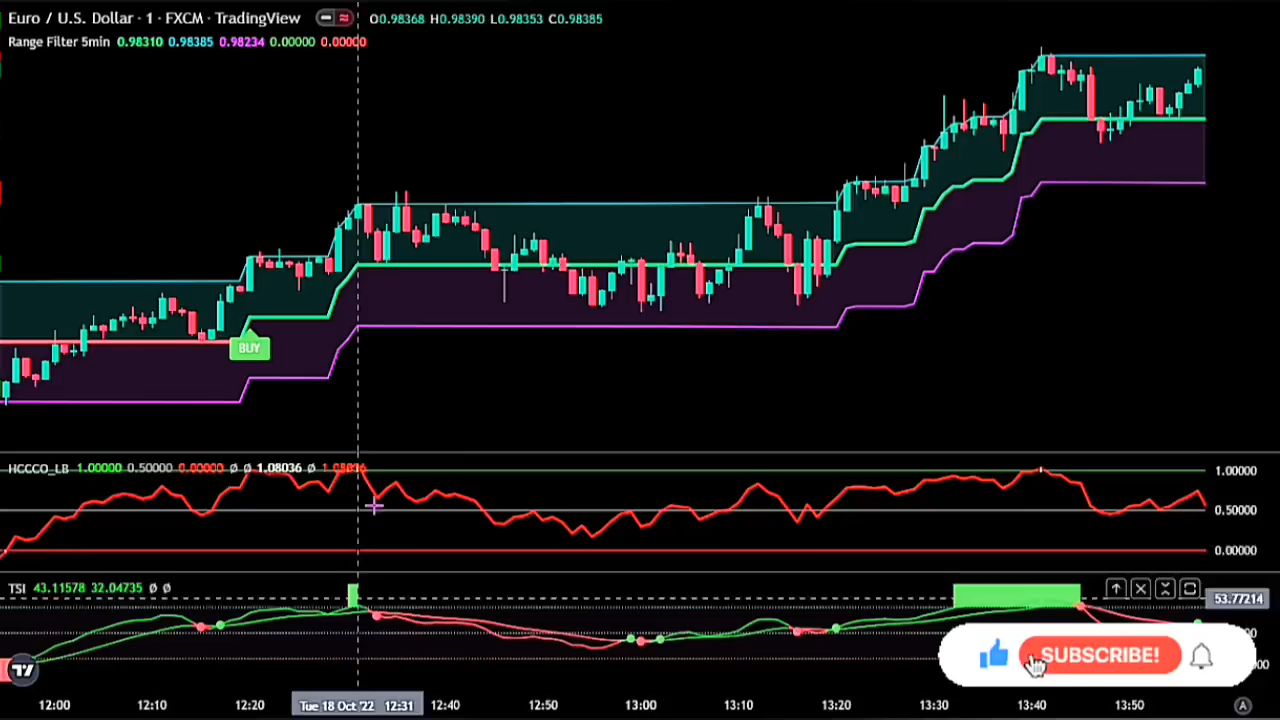 Euro / U.S. Dollar · 1 · FXCM · TradingView O0.98368 H0.98390 L0.98353 C0.98385
Range Filter 5min 0.98310 0.98385 0.98234 0.00000 0.00000
BUY
HCCCO_LB 1.00000 0.50000 0.00000 ∅ ∅ 1.08036 ∅ 1.08036
1.00000
0.50000
0.00000
TSI 43.11578 32.04735 ∅ ∅
53.77214
SUBSCRIBE!
12:00 12:10 12:20 Tue 18 Oct '22 12:31 12:40 12:50 13:00 13:10 13:20 13:30 13:40 13:50 A